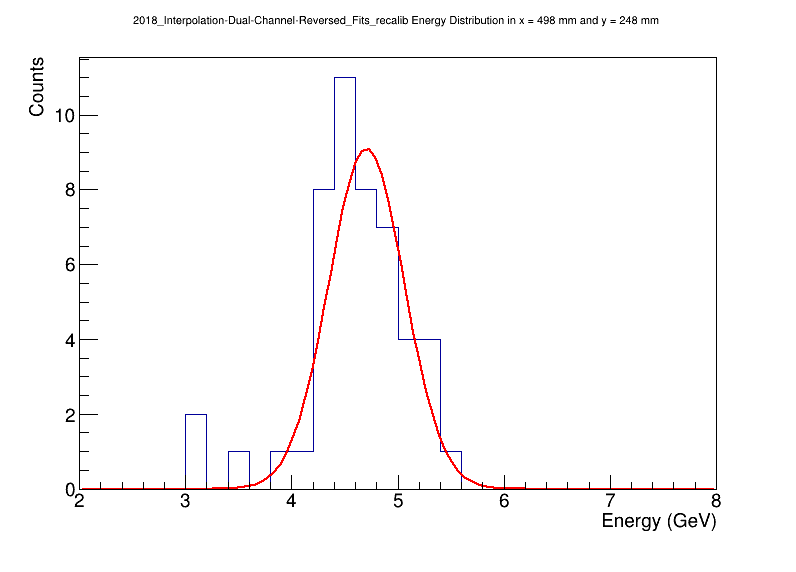 2018_Interpolation-Dual-Channel-Reversed_Fits_recalib Energy Distribution in x = 498 mm and y = 248 mm
Counts
10
8
6
4
2
0
2 3 4 5 6 7 8
Energy (GeV)